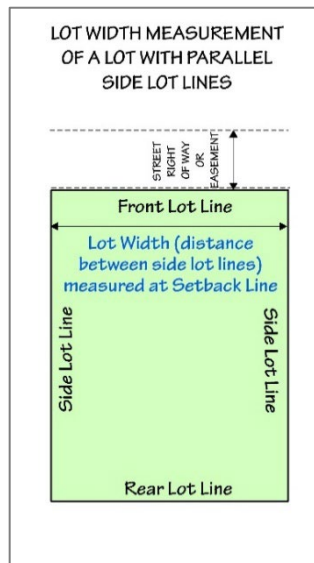 LOT WIDTH MEASUREMENT
OF A LOT WITH PARALLEL
SIDE LOT LINES
STREET
RIGHT
OF WAY
OR
EASEMENT
Front Lot Line
Lot Width (distance
between side lot lines)
measured at Setback Line
Side Lot Line
Side Lot Line
Rear Lot Line